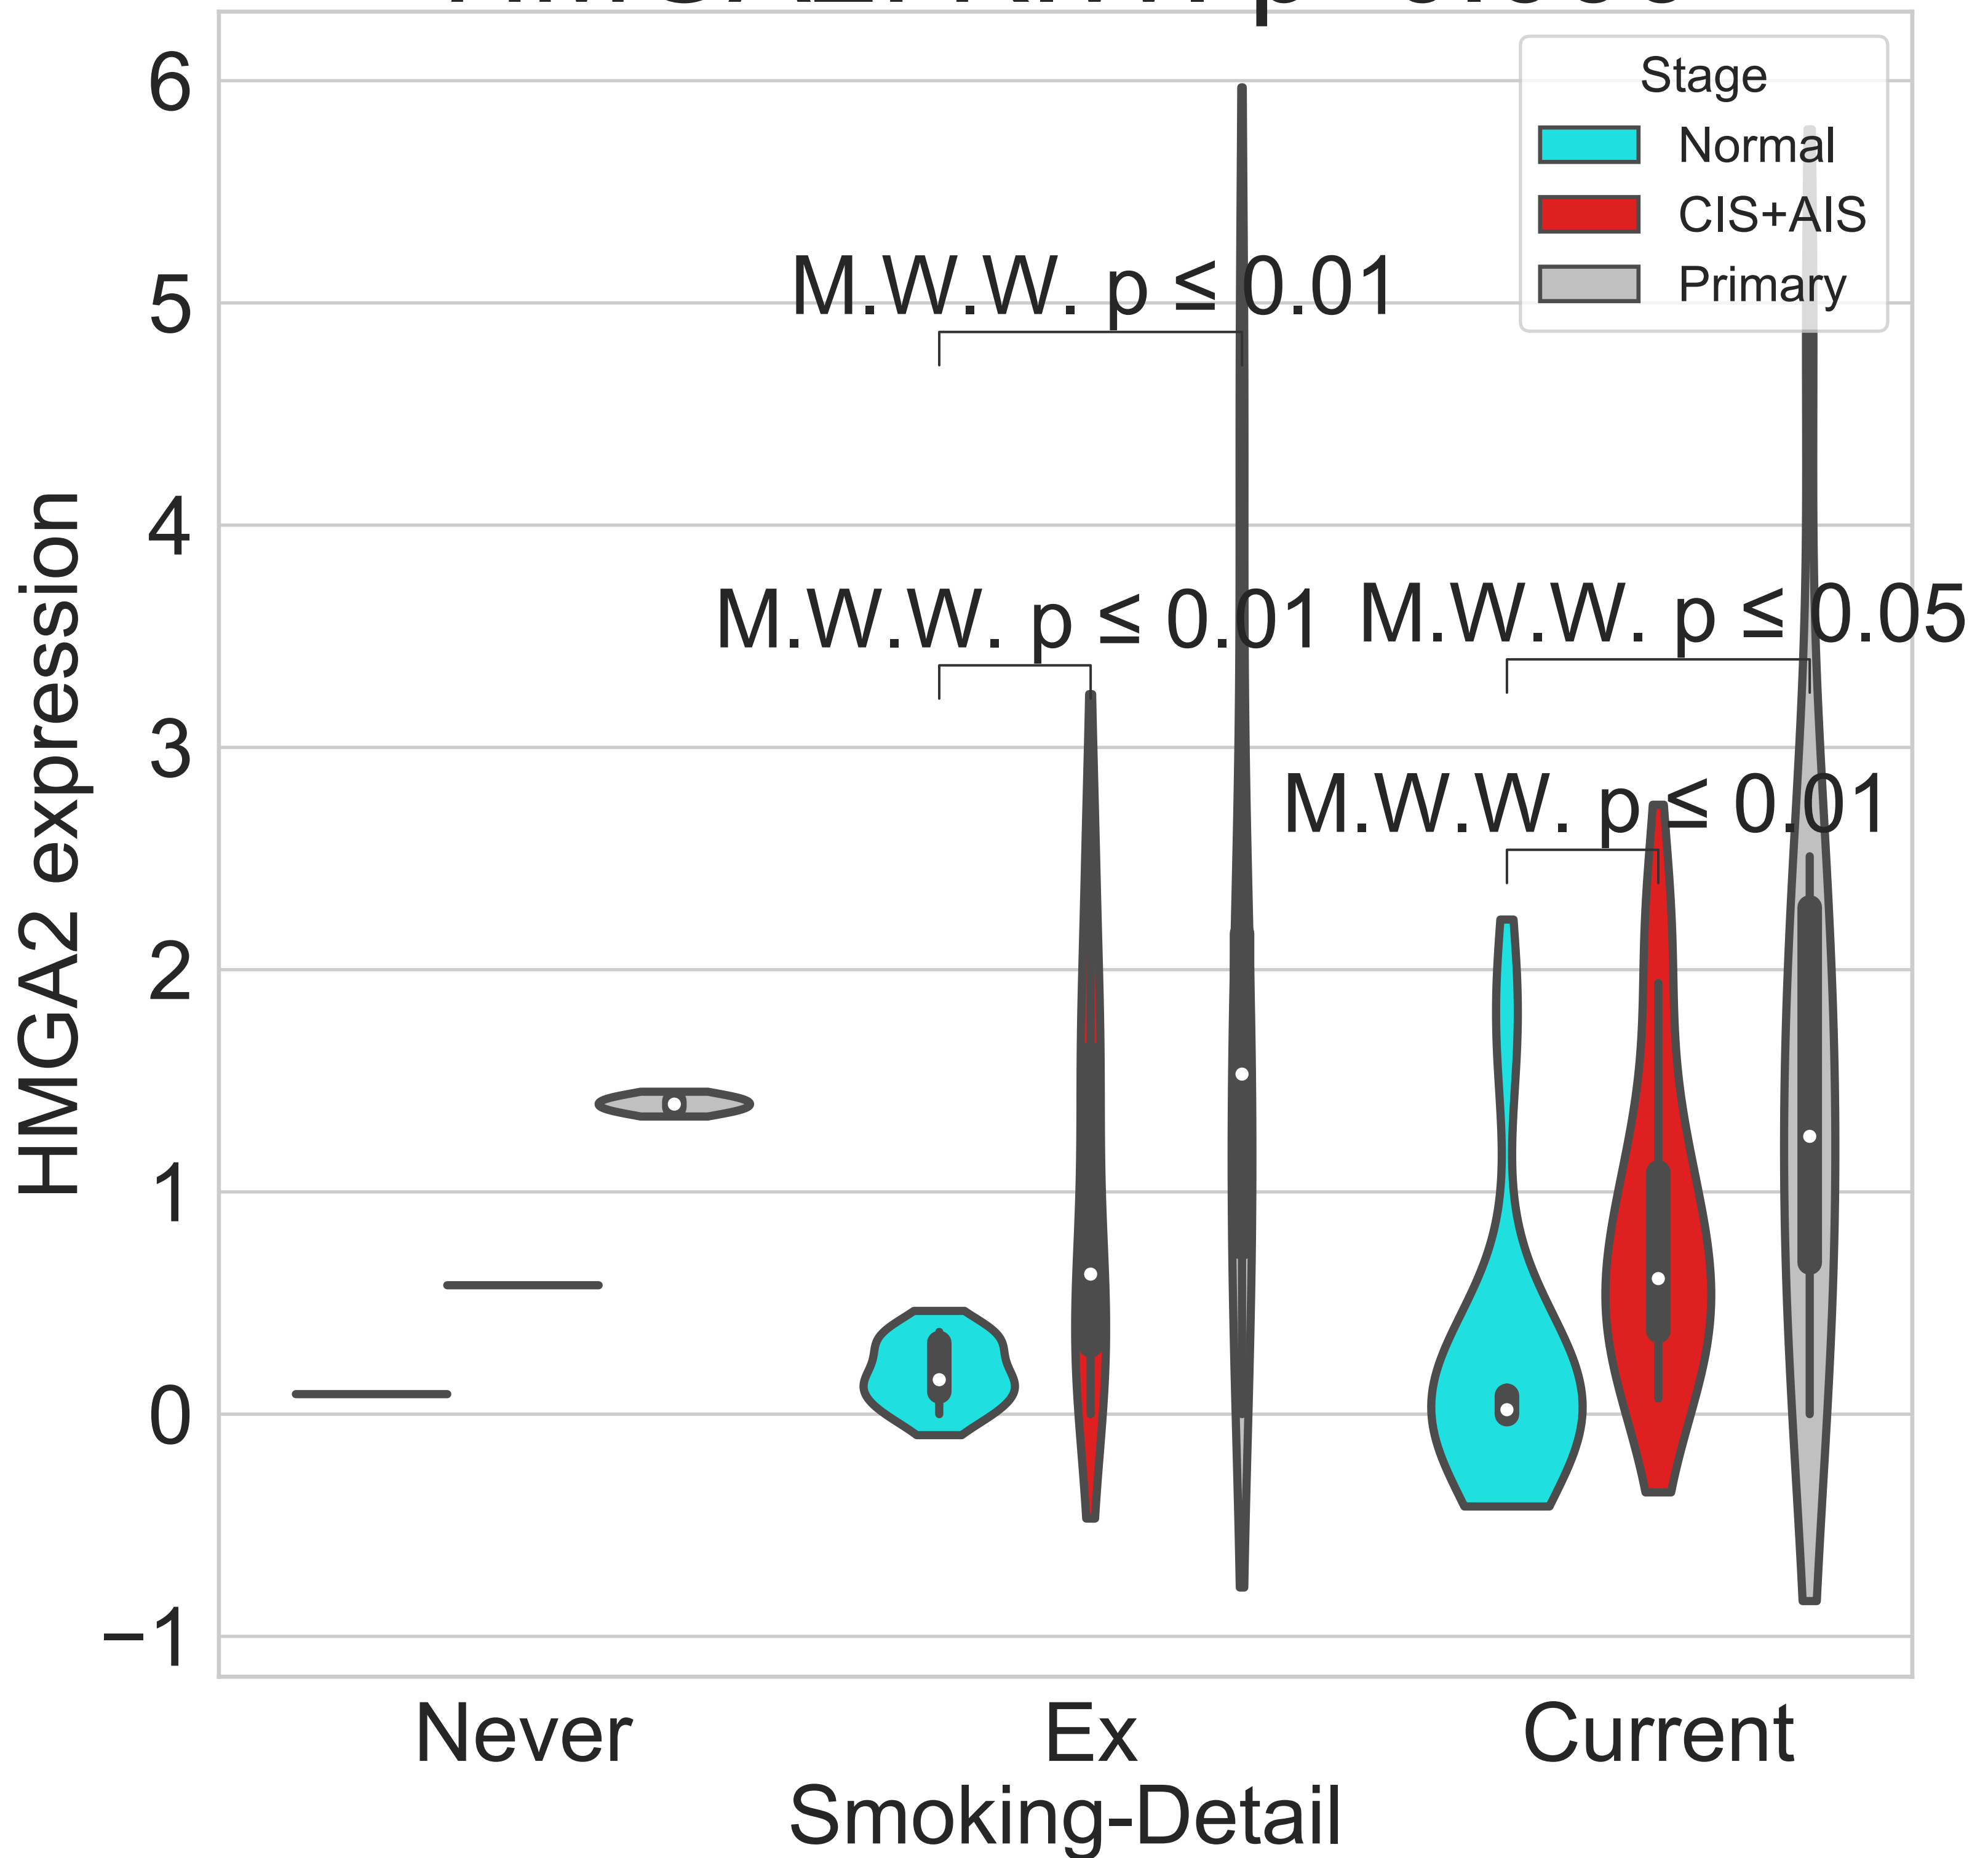 Stage
Normal
CIS+AIS
Primary
6
5
4
3
2
1
0
−1
HMGA2 expression
M.W.W. p ≤ 0.01
M.W.W. p ≤ 0.01
M.W.W. p ≤ 0.05
M.W.W. p ≤ 0.01
Never
Ex
Current
Smoking-Detail